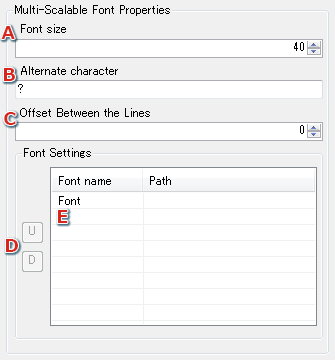 Multi-Scalable Font Properties
A Font size
40
B Alternate character
?
C Offset Between the Lines
0
Font Settings
Font name Path
Font
E
U
D
D